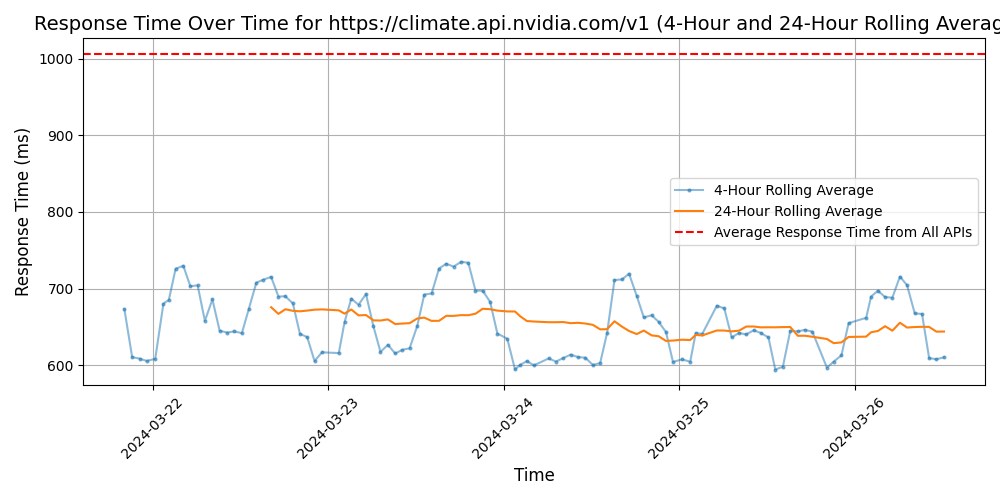 Response Time Over Time for https://climate.api.nvidia.com/v1 (4-Hour and 24-Hour Rolling Averag
1000
900
800
700
600
Response Time (ms)
4-Hour Rolling Average
24-Hour Rolling Average
Average Response Time from All APIs
2024-03-22
2024-03-23
2024-03-24
2024-03-25
2024-03-26
Time